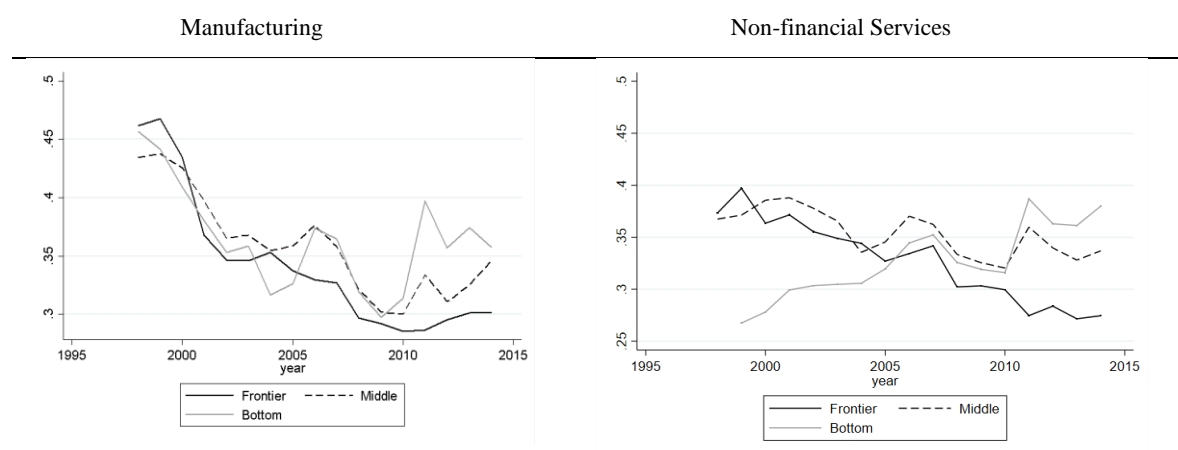 Manufacturing
Non-financial Services
.5
.45
.4
.35
.3
1995 2000 2005 2010 2015
year
Frontier Middle
Bottom
.5
.45
.4
.35
.3
.25
1995 2000 2005 2010 2015
year
Frontier Middle
Bottom